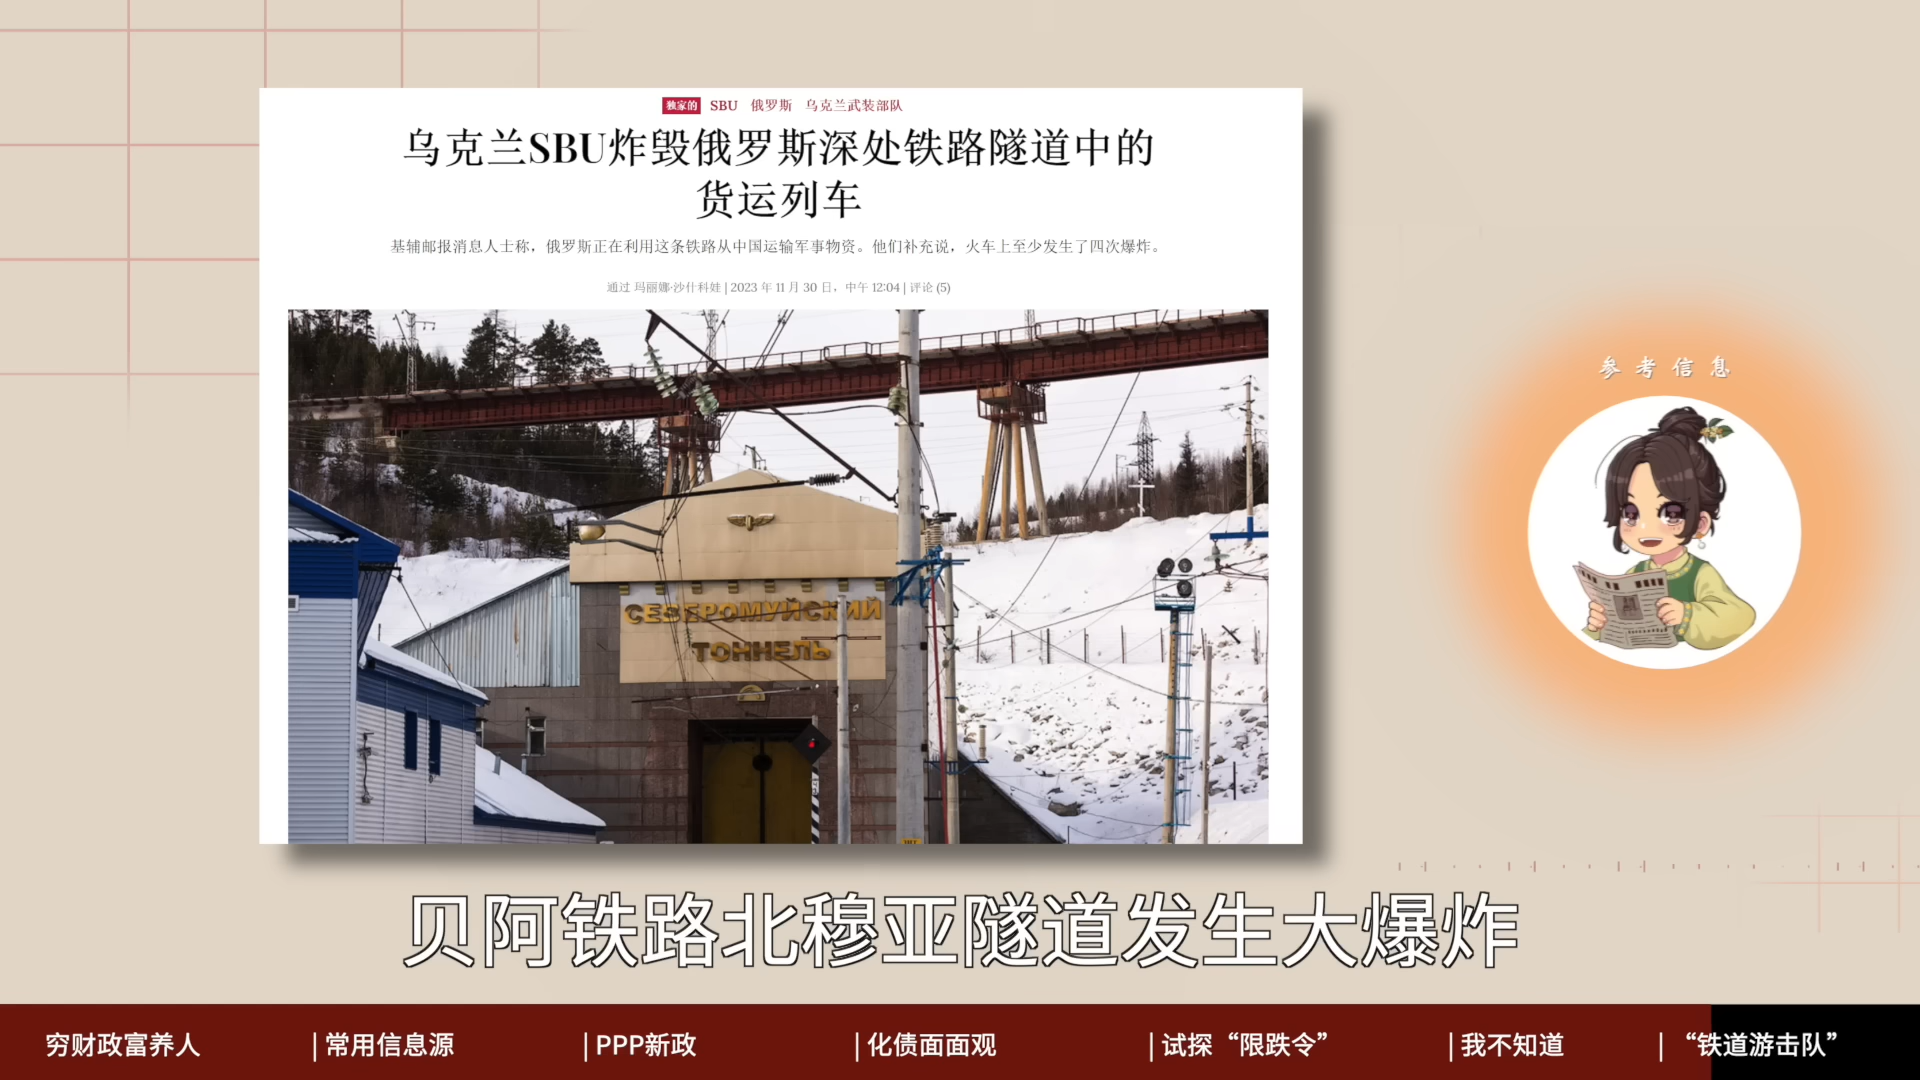 独家的 SBU 俄罗斯 乌克兰武装部队
乌克兰SBU炸毁俄罗斯深处铁路隧道中的
货运列车
基辅邮报消息人士称，俄罗斯正在利用这条铁路从中国运输军事物资。他们补充说，火车上至少发生了四次爆炸。
通过 玛丽娜·沙什科娃 | 2023 年 11 月 30 日，中午 12:04 | 评论 (5)
СЕВЕРОМУЙСКИЙ
ТОННЕЛЬ
参考信息
贝阿铁路北穆亚隧道发生大爆炸
穷财政富养人 | 常用信息源 | PPP新政 | 化债面面观 | 试探“限跌令” | 我不知道 | “铁道游击队”